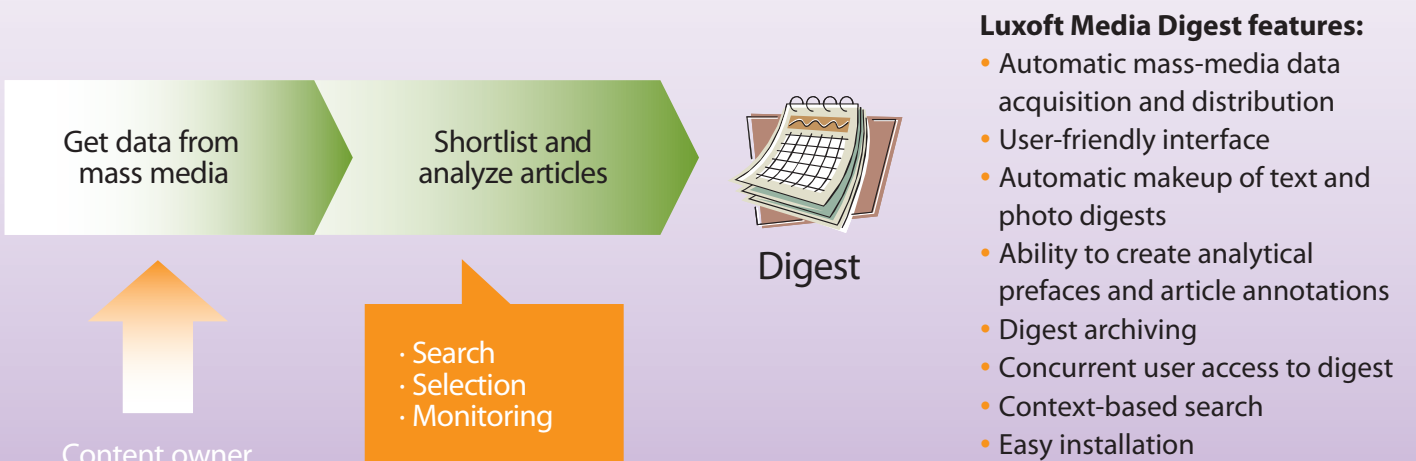 Get data from
mass media
Shortlist and
analyze articles
Digest
· Search
· Selection
· Monitoring
Content owner
Luxoft Media Digest features:
• Automatic mass-media data
acquisition and distribution
• User-friendly interface
• Automatic makeup of text and
photo digests
• Ability to create analytical
prefaces and article annotations
• Digest archiving
• Concurrent user access to digest
• Context-based search
• Easy installation